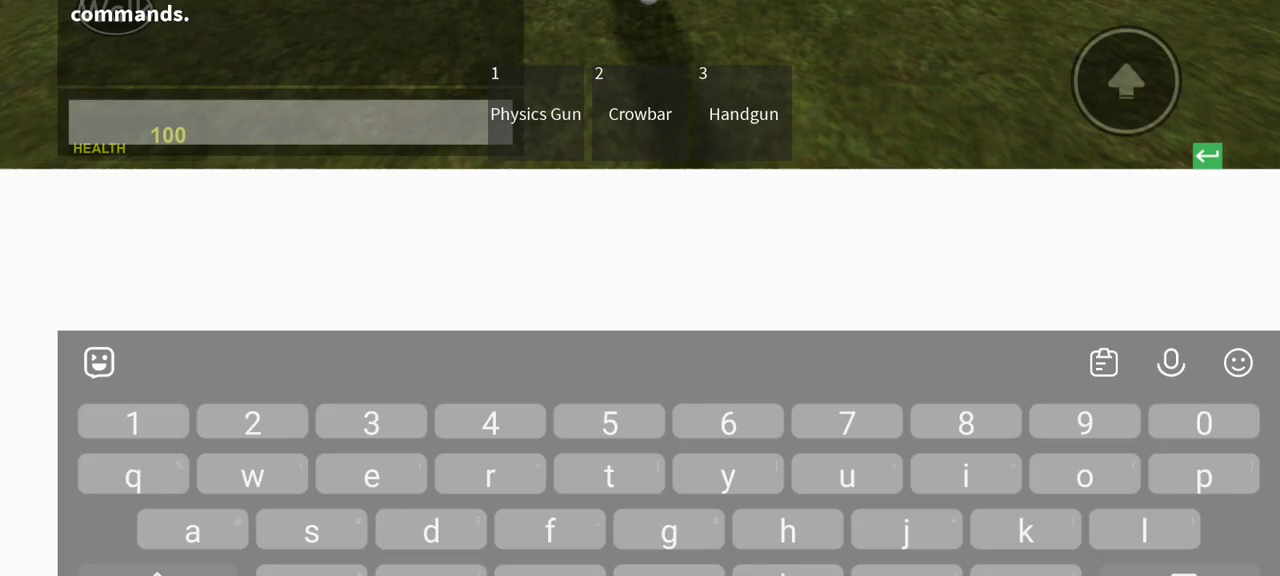 Walk
commands.
1 2 3
Physics Gun Crowbar Handgun
100
HEALTH
1 2 3 4 5 6 7 8 9 0
q w e r t y u i o p
a s d f g h j k l